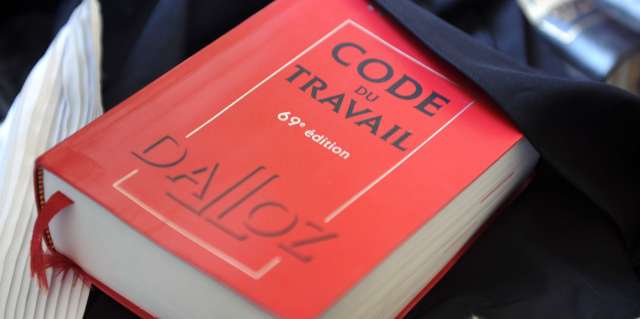 CODE
DU
TRAVAIL
69e édition
DALLOZ